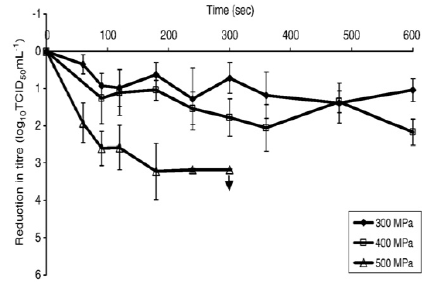 Time (sec)
-1
0 100 200 300 400 500 600
0
1
2
3
4
5
6
Reduction in titre (log₁₀TCID₅₀mL⁻¹)
300 MPa
400 MPa
500 MPa